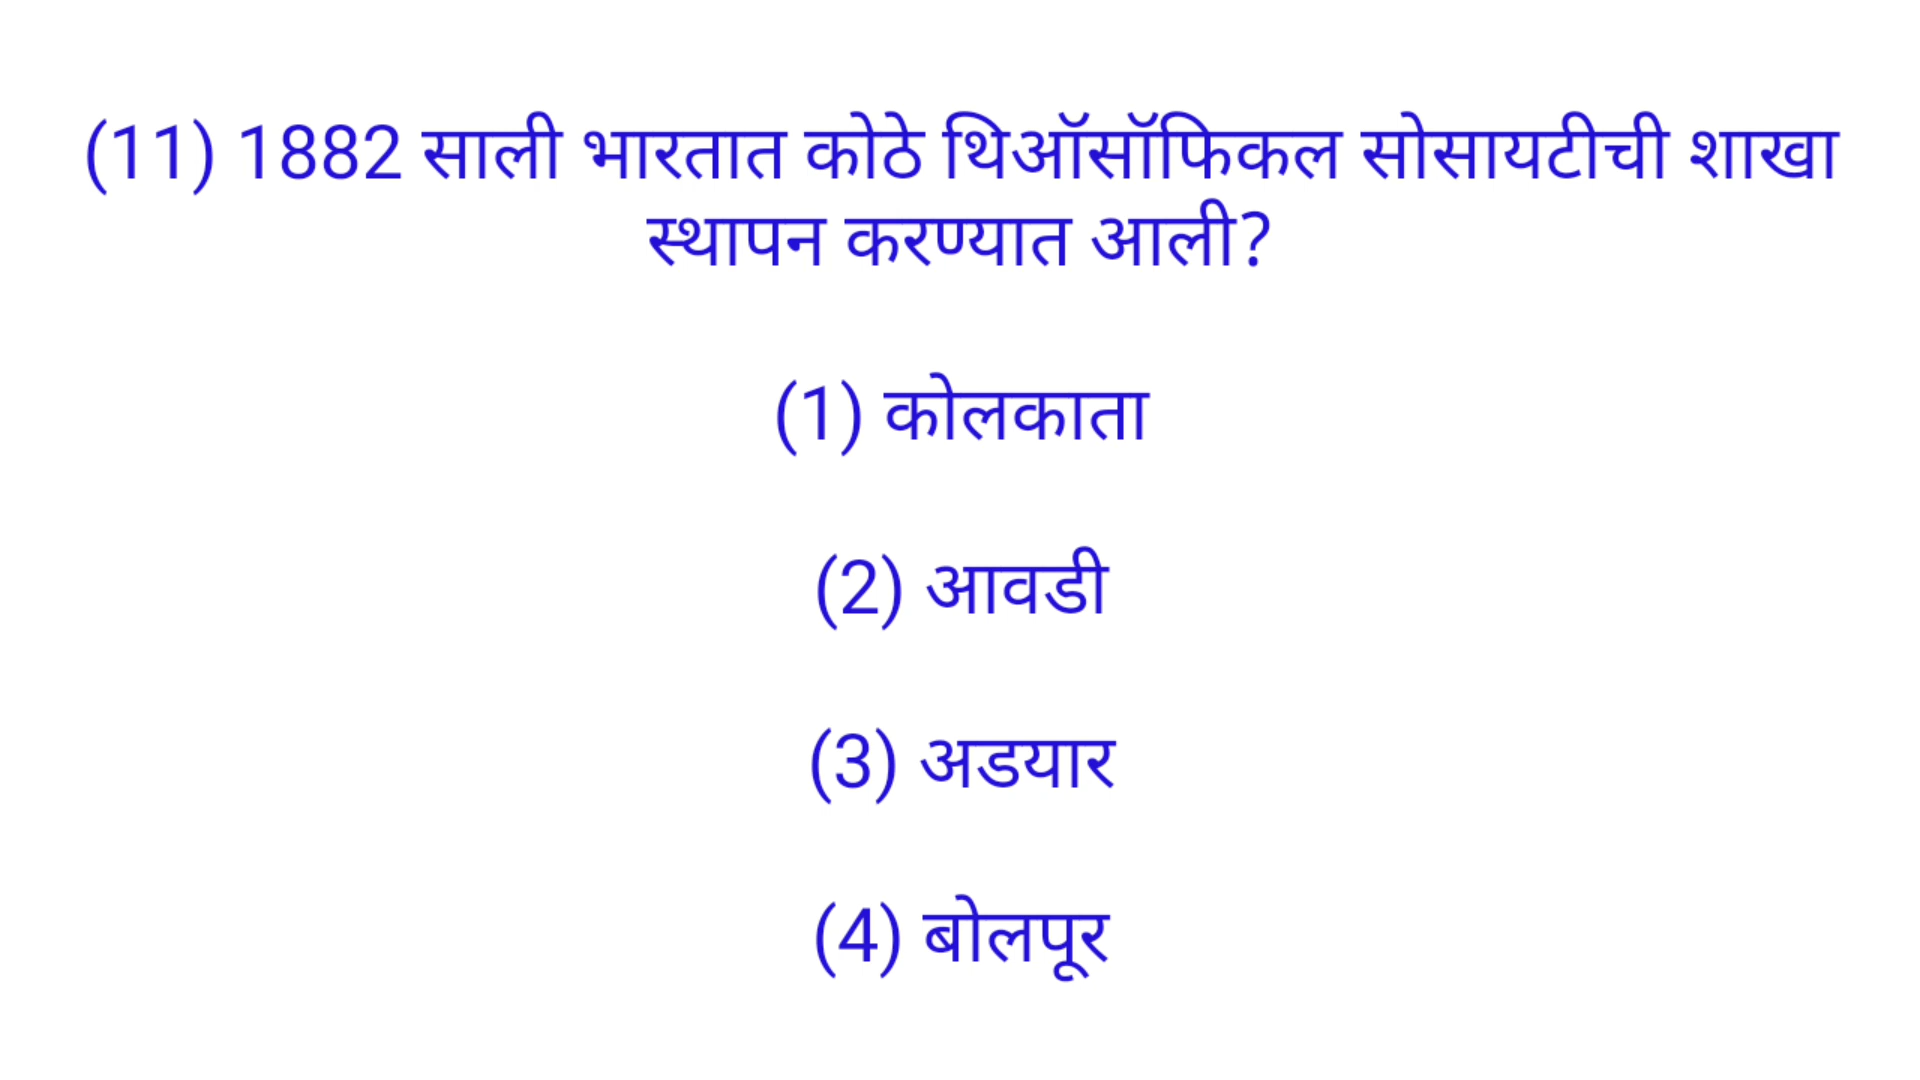 (11) 1882 साली भारतात कोठे थिऑसॉफिकल सोसायटीची शाखा
स्थापन करण्यात आली?
(1) कोलकाता
(2) आवडी
(3) अडयार
(4) बोलपूर